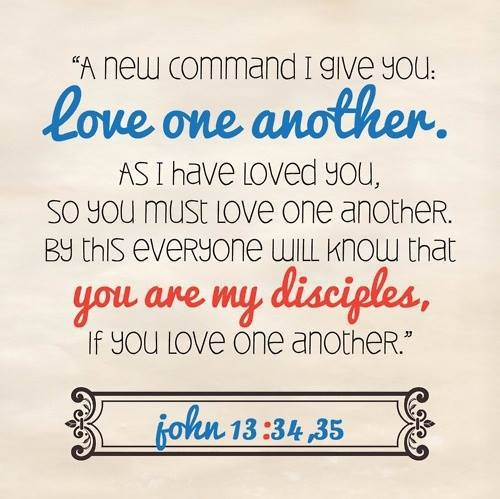 “A new command I give you:
love one another.
As I have loved you,
so you must love one another.
By this everyone will know that
you are my disciples,
if you love one another.”
john 13:34,35